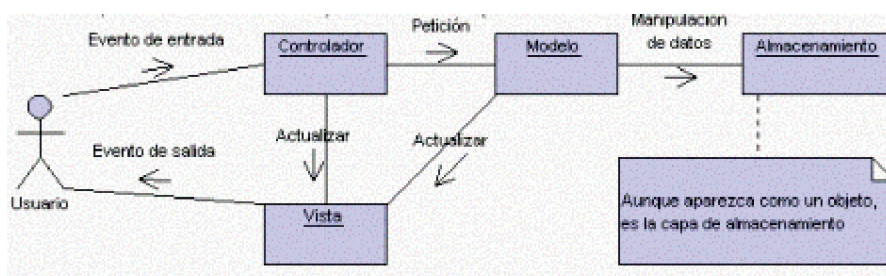 Evento de entrada
Controlador
Petición
Modelo
Manipulación
de datos
Almacenamiento
Evento de salida
Actualizar
Actualizar
Usuario
Vista
Aunque aparezca como un objeto,
es la capa de almacenamiento